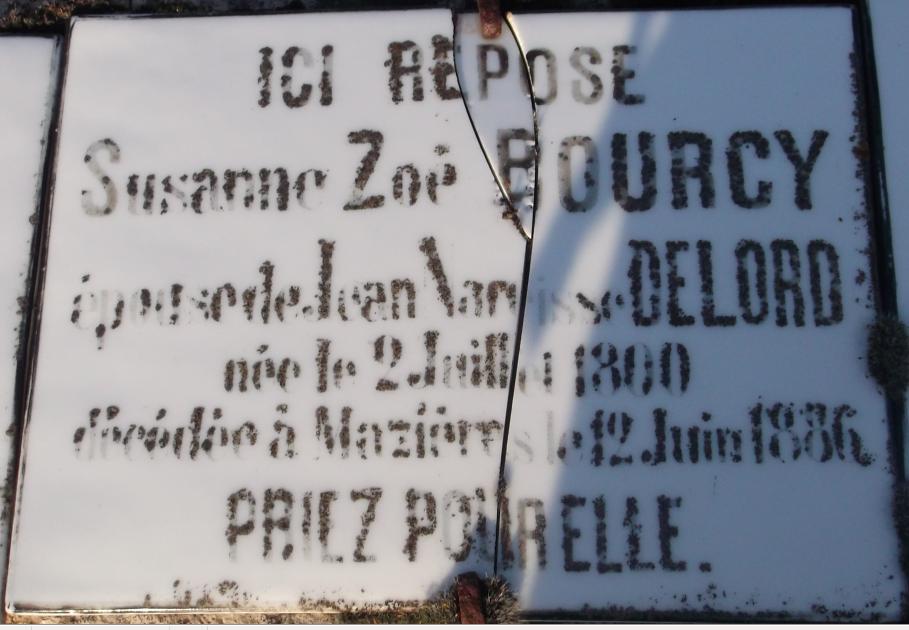 ICI REPOSE
Susanne Zoé BOURCY
épouse de Jean Narcisse DELORD
née le 2 Juillet 1800
décédée à Mazières le 12 Juin 1886.
PRIEZ POUR ELLE.